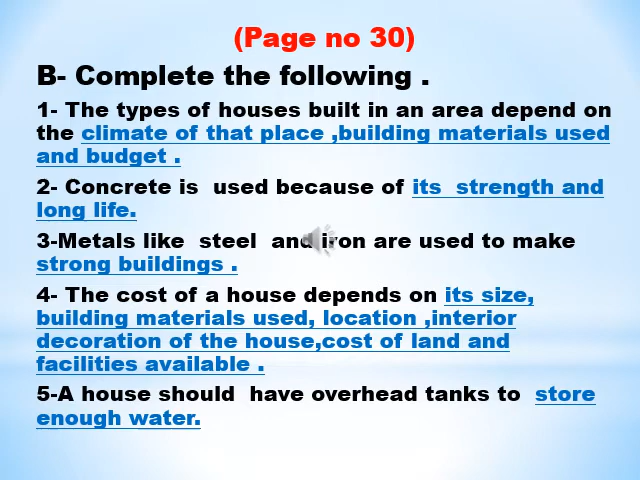 (Page no 30)
B- Complete the following .
1- The types of houses built in an area depend on
the climate of that place ,building materials used
and budget .
2- Concrete is used because of its strength and
long life.
3-Metals like steel and iron are used to make
strong buildings .
4- The cost of a house depends on its size,
building materials used, location ,interior
decoration of the house,cost of land and
facilities available .
5-A house should have overhead tanks to store
enough water.